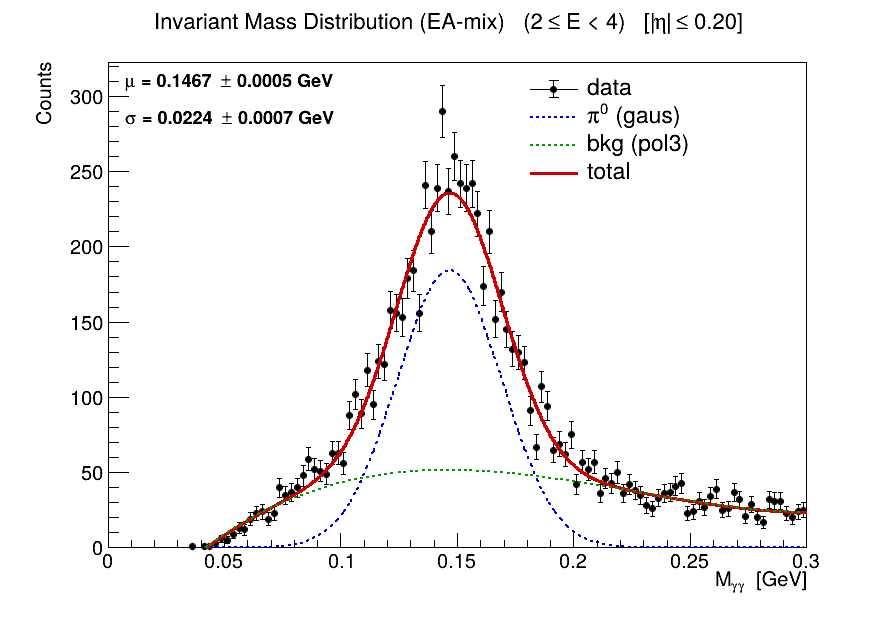 Invariant Mass Distribution (EA-mix) (2 ≤ E < 4) [|η| ≤ 0.20]
μ = 0.1467 ± 0.0005 GeV
σ = 0.0224 ± 0.0007 GeV
data
π⁰ (gaus)
bkg (pol3)
total
Counts
300
250
200
150
100
50
0
0 0.05 0.1 0.15 0.2 0.25 0.3
Mγγ [GeV]